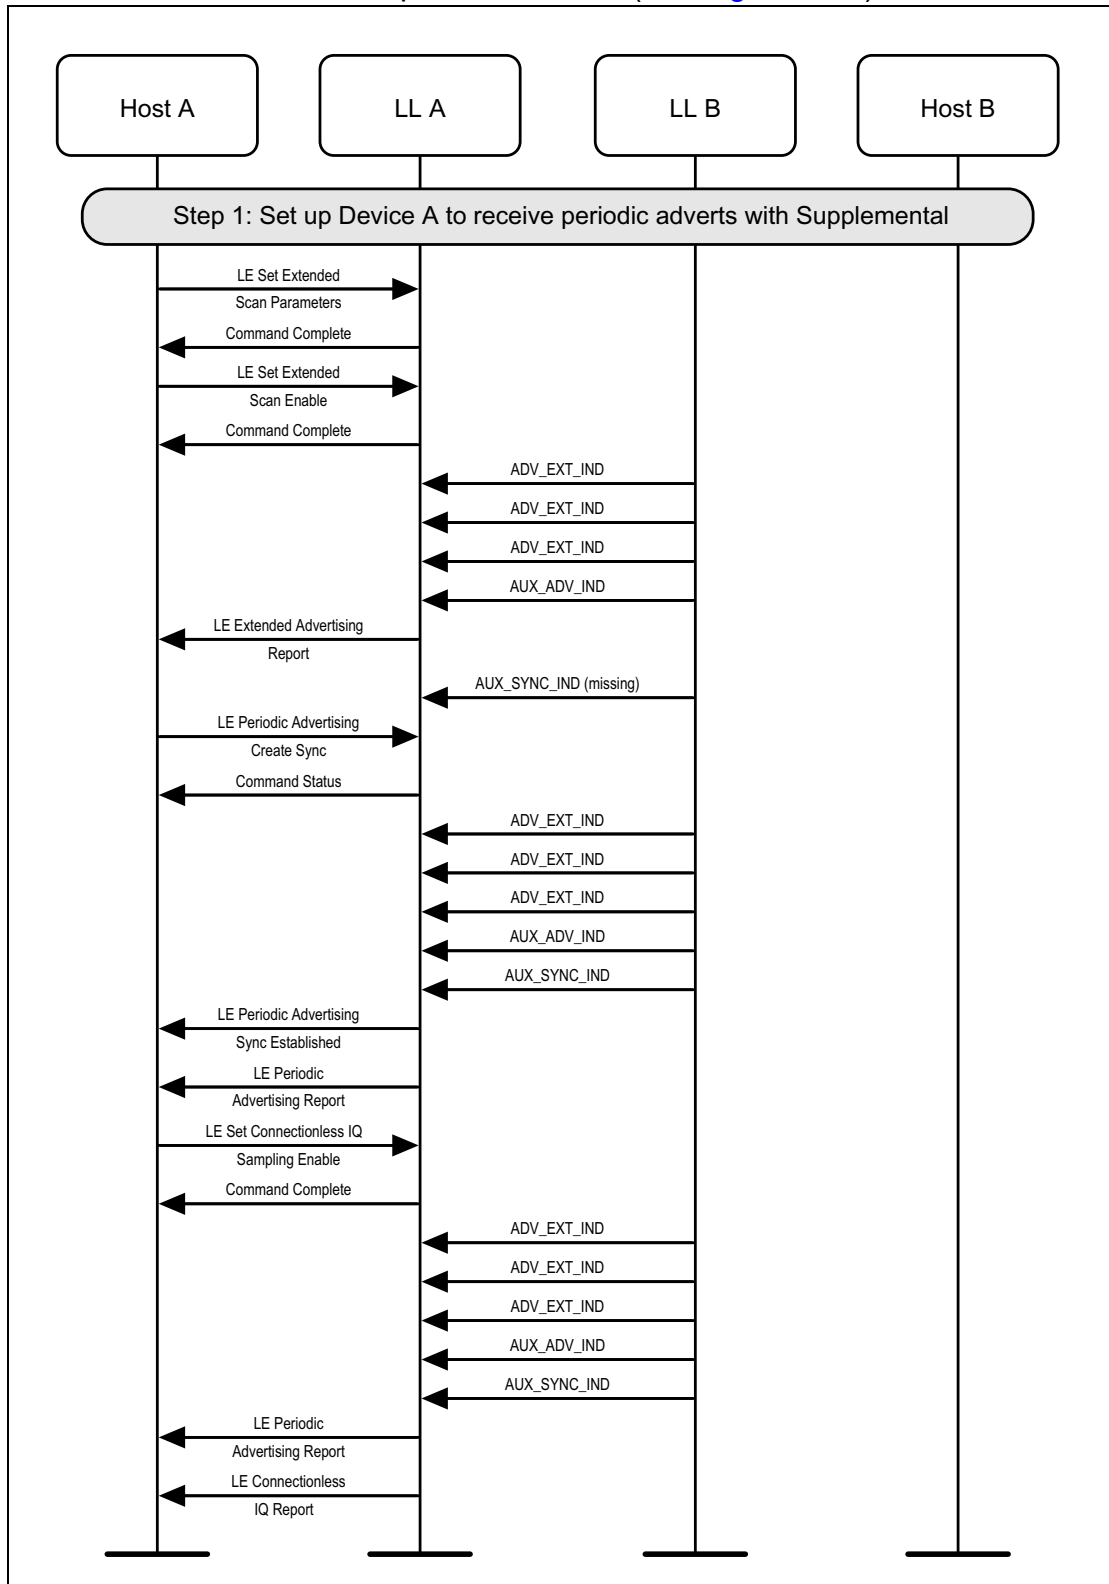 Host A
LL A
LL B
Host B
Step 1: Set up Device A to receive periodic adverts with Supplemental
LE Set Extended
Scan Parameters
Command Complete
LE Set Extended
Scan Enable
Command Complete
ADV_EXT_IND
ADV_EXT_IND
ADV_EXT_IND
AUX_ADV_IND
LE Extended Advertising
Report
AUX_SYNC_IND (missing)
LE Periodic Advertising
Create Sync
Command Status
ADV_EXT_IND
ADV_EXT_IND
ADV_EXT_IND
AUX_ADV_IND
AUX_SYNC_IND
LE Periodic Advertising
Sync Established
LE Periodic
Advertising Report
LE Set Connectionless IQ
Sampling Enable
Command Complete
ADV_EXT_IND
ADV_EXT_IND
ADV_EXT_IND
AUX_ADV_IND
AUX_SYNC_IND
LE Periodic
Advertising Report
LE Connectionless
IQ Report